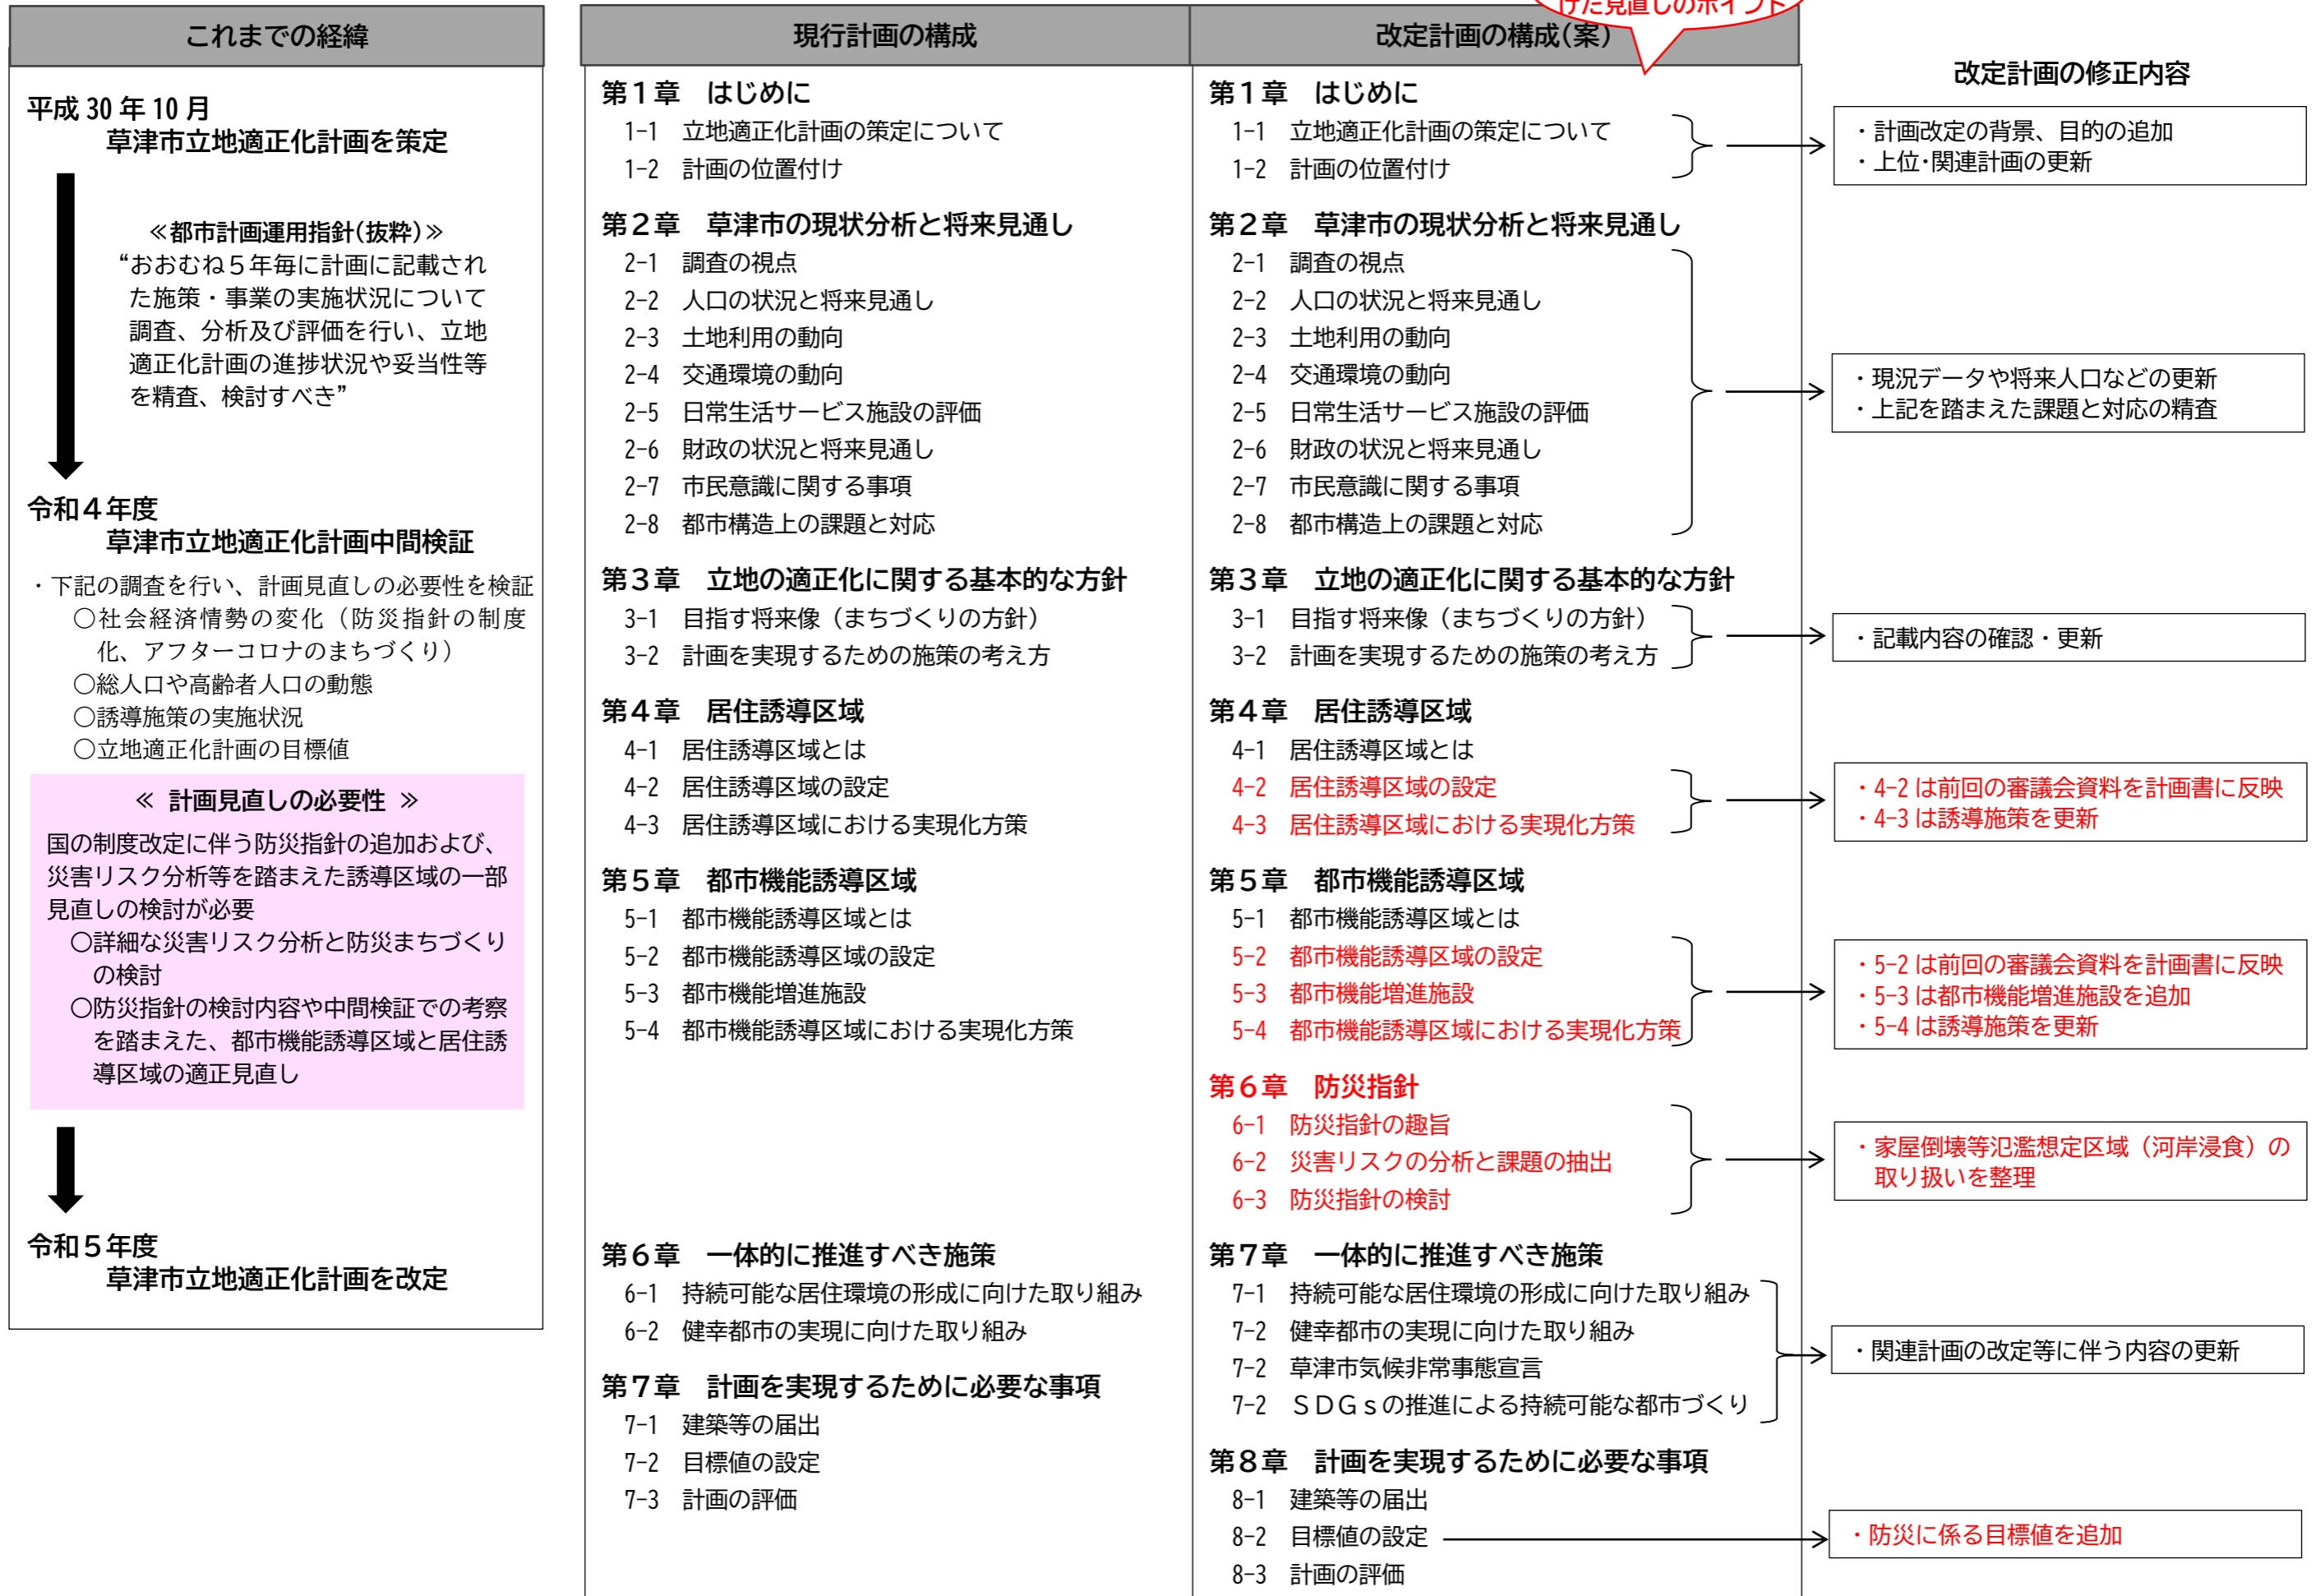 けた見直しのポイント
これまでの経緯
平成 30 年 10 月
草津市立地適正化計画を策定
≪都市計画運用指針(抜粋)≫
“おおむね５年毎に計画に記載され
た施策・事業の実施状況について
調査、分析及び評価を行い、立地
適正化計画の進捗状況や妥当性等
を精査、検討すべき”
令和４年度
草津市立地適正化計画中間検証
・下記の調査を行い、計画見直しの必要性を検証
○社会経済情勢の変化（防災指針の制度
化、アフターコロナのまちづくり）
○総人口や高齢者人口の動態
○誘導施策の実施状況
○立地適正化計画の目標値
≪ 計画見直しの必要性 ≫
国の制度改定に伴う防災指針の追加および、
災害リスク分析等を踏まえた誘導区域の一部
見直しの検討が必要
○詳細な災害リスク分析と防災まちづくり
の検討
○防災指針の検討内容や中間検証での考察
を踏まえた、都市機能誘導区域と居住誘
導区域の適正見直し
令和５年度
草津市立地適正化計画を改定
現行計画の構成
第１章　はじめに
1-1　立地適正化計画の策定について
1-2　計画の位置付け
第２章　草津市の現状分析と将来見通し
2-1　調査の視点
2-2　人口の状況と将来見通し
2-3　土地利用の動向
2-4　交通環境の動向
2-5　日常生活サービス施設の評価
2-6　財政の状況と将来見通し
2-7　市民意識に関する事項
2-8　都市構造上の課題と対応
第３章　立地の適正化に関する基本的な方針
3-1　目指す将来像（まちづくりの方針）
3-2　計画を実現するための施策の考え方
第４章　居住誘導区域
4-1　居住誘導区域とは
4-2　居住誘導区域の設定
4-3　居住誘導区域における実現化方策
第５章　都市機能誘導区域
5-1　都市機能誘導区域とは
5-2　都市機能誘導区域の設定
5-3　都市機能増進施設
5-4　都市機能誘導区域における実現化方策
第６章　一体的に推進すべき施策
6-1　持続可能な居住環境の形成に向けた取り組み
6-2　健幸都市の実現に向けた取り組み
第７章　計画を実現するために必要な事項
7-1　建築等の届出
7-2　目標値の設定
7-3　計画の評価
改定計画の構成(案)
第１章　はじめに
1-1　立地適正化計画の策定について
1-2　計画の位置付け
第２章　草津市の現状分析と将来見通し
2-1　調査の視点
2-2　人口の状況と将来見通し
2-3　土地利用の動向
2-4　交通環境の動向
2-5　日常生活サービス施設の評価
2-6　財政の状況と将来見通し
2-7　市民意識に関する事項
2-8　都市構造上の課題と対応
第３章　立地の適正化に関する基本的な方針
3-1　目指す将来像（まちづくりの方針）
3-2　計画を実現するための施策の考え方
第４章　居住誘導区域
4-1　居住誘導区域とは
4-2　居住誘導区域の設定
4-3　居住誘導区域における実現化方策
第５章　都市機能誘導区域
5-1　都市機能誘導区域とは
5-2　都市機能誘導区域の設定
5-3　都市機能増進施設
5-4　都市機能誘導区域における実現化方策
第６章　防災指針
6-1　防災指針の趣旨
6-2　災害リスクの分析と課題の抽出
6-3　防災指針の検討
第７章　一体的に推進すべき施策
7-1　持続可能な居住環境の形成に向けた取り組み
7-2　健幸都市の実現に向けた取り組み
7-2　草津市気候非常事態宣言
7-2　ＳＤＧｓの推進による持続可能な都市づくり
第８章　計画を実現するために必要な事項
8-1　建築等の届出
8-2　目標値の設定
8-3　計画の評価
改定計画の修正内容
・計画改定の背景、目的の追加
・上位･関連計画の更新
・現況データや将来人口などの更新
・上記を踏まえた課題と対応の精査
・記載内容の確認・更新
・4-2 は前回の審議会資料を計画書に反映
・4-3 は誘導施策を更新
・5-2 は前回の審議会資料を計画書に反映
・5-3 は都市機能増進施設を追加
・5-4 は誘導施策を更新
・家屋倒壊等氾濫想定区域（河岸浸食）の
取り扱いを整理
・関連計画の改定等に伴う内容の更新
・防災に係る目標値を追加